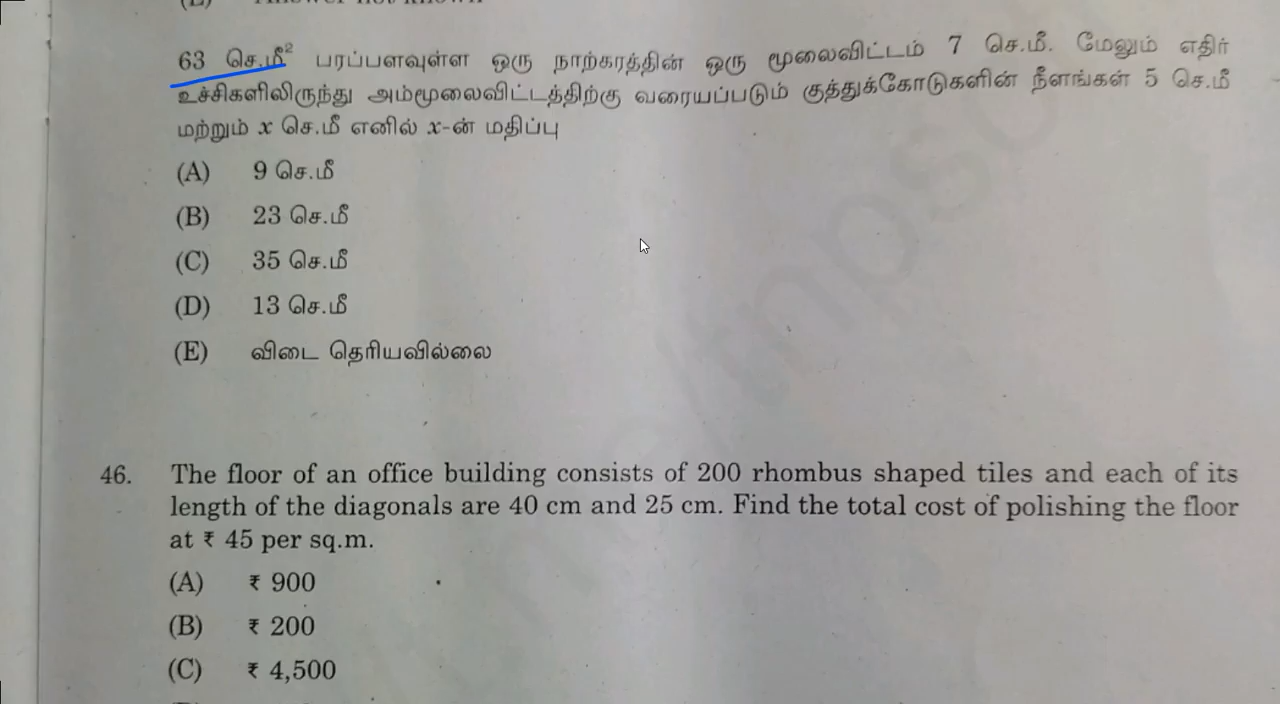 63 செ.மீ² பரப்பளவுள்ள ஒரு நாற்கரத்தின் ஒரு மூலைவிட்டம் 7 செ.மீ. மேலும் எதிர்
உச்சிகளிலிருந்து அம்மூலைவிட்டத்திற்கு வரையப்படும் குத்துக்கோடுகளின் நீளங்கள் 5 செ.மீ
மற்றும் x செ.மீ எனில் x-ன் மதிப்பு
(A) 9 செ.மீ
(B) 23 செ.மீ
(C) 35 செ.மீ
(D) 13 செ.மீ
(E) விடை தெரியவில்லை
46. The floor of an office building consists of 200 rhombus shaped tiles and each of its
length of the diagonals are 40 cm and 25 cm. Find the total cost of polishing the floor
at ₹ 45 per sq.m.
(A) ₹ 900
(B) ₹ 200
(C) ₹ 4,500